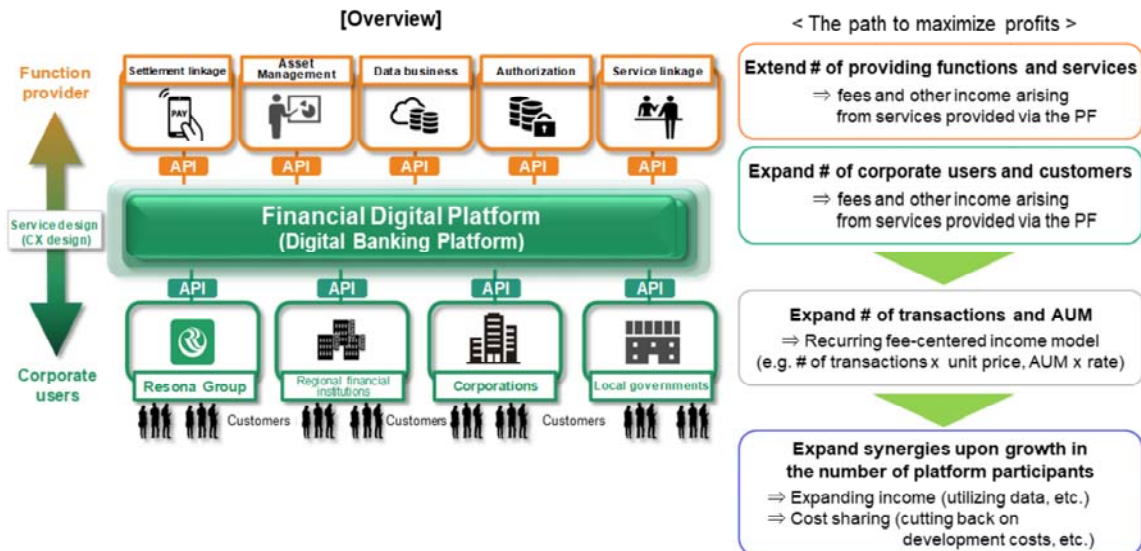 [Overview]
Function
provider
Service design
(CX design)
Corporate
users
Settlement linkage
Asset
Management
Data business
Authorization
Service linkage
PAY
API
API
API
API
API
Financial Digital Platform
(Digital Banking Platform)
API
API
API
API
Resona Group
Regional financial
institutions
Corporations
Local governments
Customers
Customers
Customers
< The path to maximize profits >
Extend # of providing functions and services
⇒ fees and other income arising
from services provided via the PF
Expand # of corporate users and customers
⇒ fees and other income arising
from services provided via the PF
Expand # of transactions and AUM
⇒ Recurring fee-centered income model
(e.g. # of transactions x unit price, AUM x rate)
Expand synergies upon growth in
the number of platform participants
⇒ Expanding income (utilizing data, etc.)
⇒ Cost sharing (cutting back on
development costs, etc.)